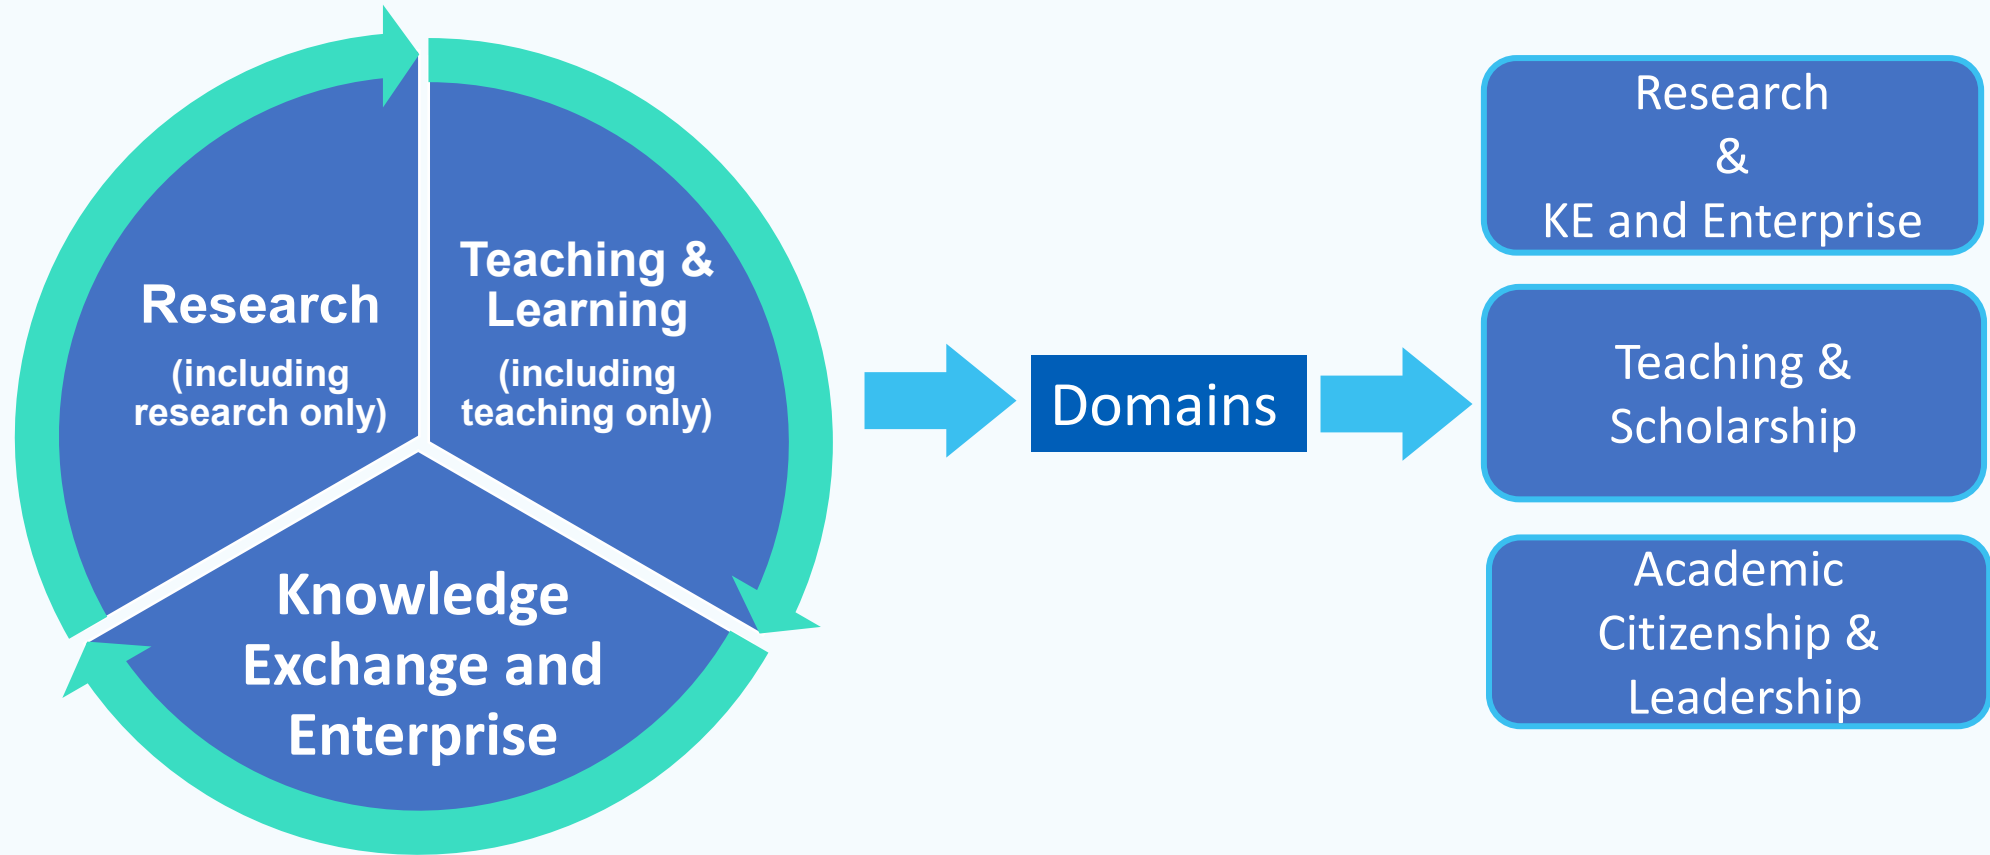 Research
(including
research only)
Teaching &
Learning
(including
teaching only)
Knowledge
Exchange and
Enterprise
Domains
Research
&
KE and Enterprise
Teaching &
Scholarship
Academic
Citizenship &
Leadership